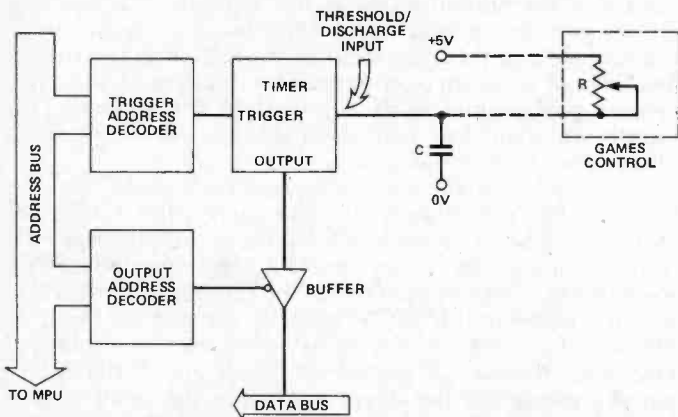 THRESHOLD/
DISCHARGE
INPUT
+5V
TIMER
TRIGGER
ADDRESS
DECODER
TRIGGER
R
OUTPUT
C
GAMES
CONTROL
0V
ADDRESS BUS
OUTPUT
ADDRESS
DECODER
BUFFER
TO MPU
DATA BUS